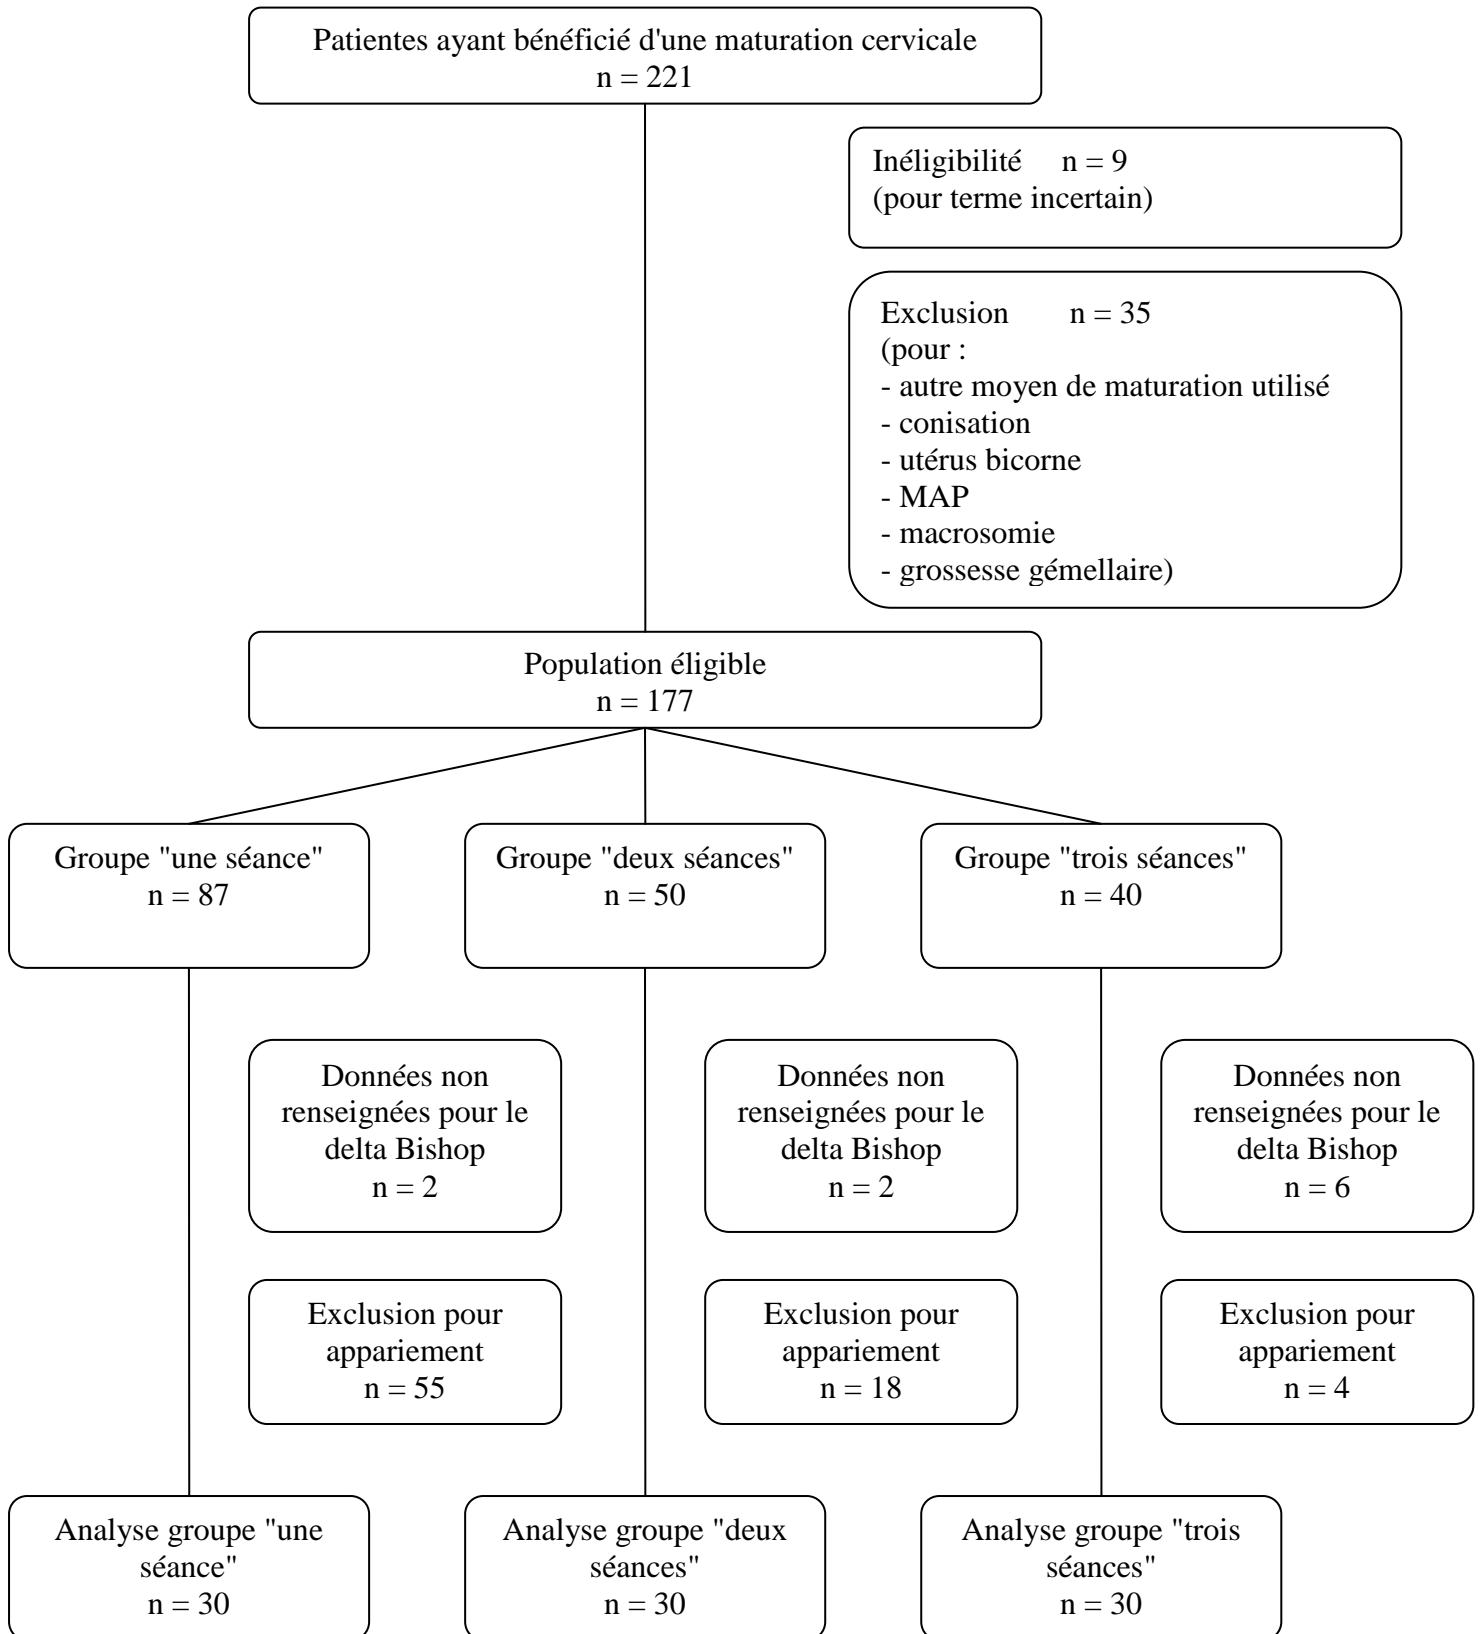 Patientes ayant bénéficié d'une maturation cervicale
n = 221
Inéligibilité n = 9
(pour terme incertain)
Exclusion n = 35
(pour :
- autre moyen de maturation utilisé
- conisation
- utérus bicorne
- MAP
- macrosomie
- grossesse gémellaire)
Population éligible
n = 177
Groupe "une séance"
n = 87
Groupe "deux séances"
n = 50
Groupe "trois séances"
n = 40
Données non
renseignées pour le
delta Bishop
n = 2
Données non
renseignées pour le
delta Bishop
n = 2
Données non
renseignées pour le
delta Bishop
n = 6
Exclusion pour
appariement
n = 55
Exclusion pour
appariement
n = 18
Exclusion pour
appariement
n = 4
Analyse groupe "une
séance"
n = 30
Analyse groupe "deux
séances"
n = 30
Analyse groupe "trois
séances"
n = 30